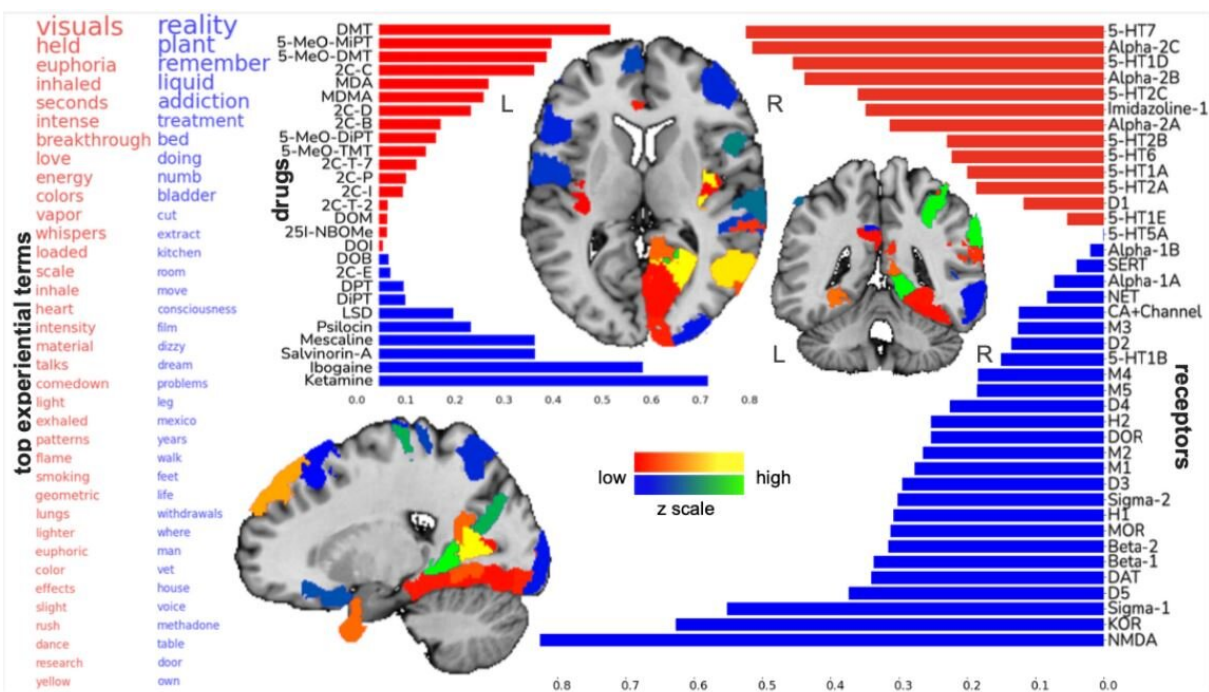 top experiential terms
visuals
held
euphoria
inhaled
seconds
intense
breakthrough
love
energy
colors
vapor
whispers
loaded
scale
inhale
heart
intensity
material
talks
comedown
light
exhaled
patterns
flame
smoking
geometric
lungs
lighter
euphoric
color
effects
slight
rush
dance
research
yellow
reality
plant
remember
liquid
addiction
treatment
bed
doing
numb
bladder
cut
extract
kitchen
room
move
consciousness
film
dizzy
dream
problems
leg
mexico
years
walk
feet
life
withdrawals
where
man
vet
house
voice
methadone
table
door
own
drugs
DMT
5-MeO-MiPT
5-MeO-DMT
2C-C
MDA
MDMA
2C-D
2C-B
5-MeO-DiPT
5-MeO-TMT
2C-T-7
2C-P
2C-I
2C-T-2
DOM
25I-NBOMe
DOI
DOB
2C-E
DPT
DiPT
LSD
Psilocin
Mescaline
Salvinorin-A
Ibogaine
Ketamine
0.0 0.1 0.2 0.3 0.4 0.5 0.6 0.7 0.8
L
R
L
R
low
high
z scale
5-HT7
Alpha-2C
5-HT1D
Alpha-2B
5-HT2C
Imidazoline-1
Alpha-2A
5-HT2B
5-HT6
5-HT1A
5-HT2A
D1
5-HT1E
5-HT5A
Alpha-1B
SERT
Alpha-1A
NET
CA+Channel
M3
D2
5-HT1B
M4
M5
D4
H2
DOR
M2
M1
D3
Sigma-2
H1
MOR
Beta-2
Beta-1
DAT
D5
Sigma-1
KOR
NMDA
receptors
0.8 0.7 0.6 0.5 0.4 0.3 0.2 0.1 0.0